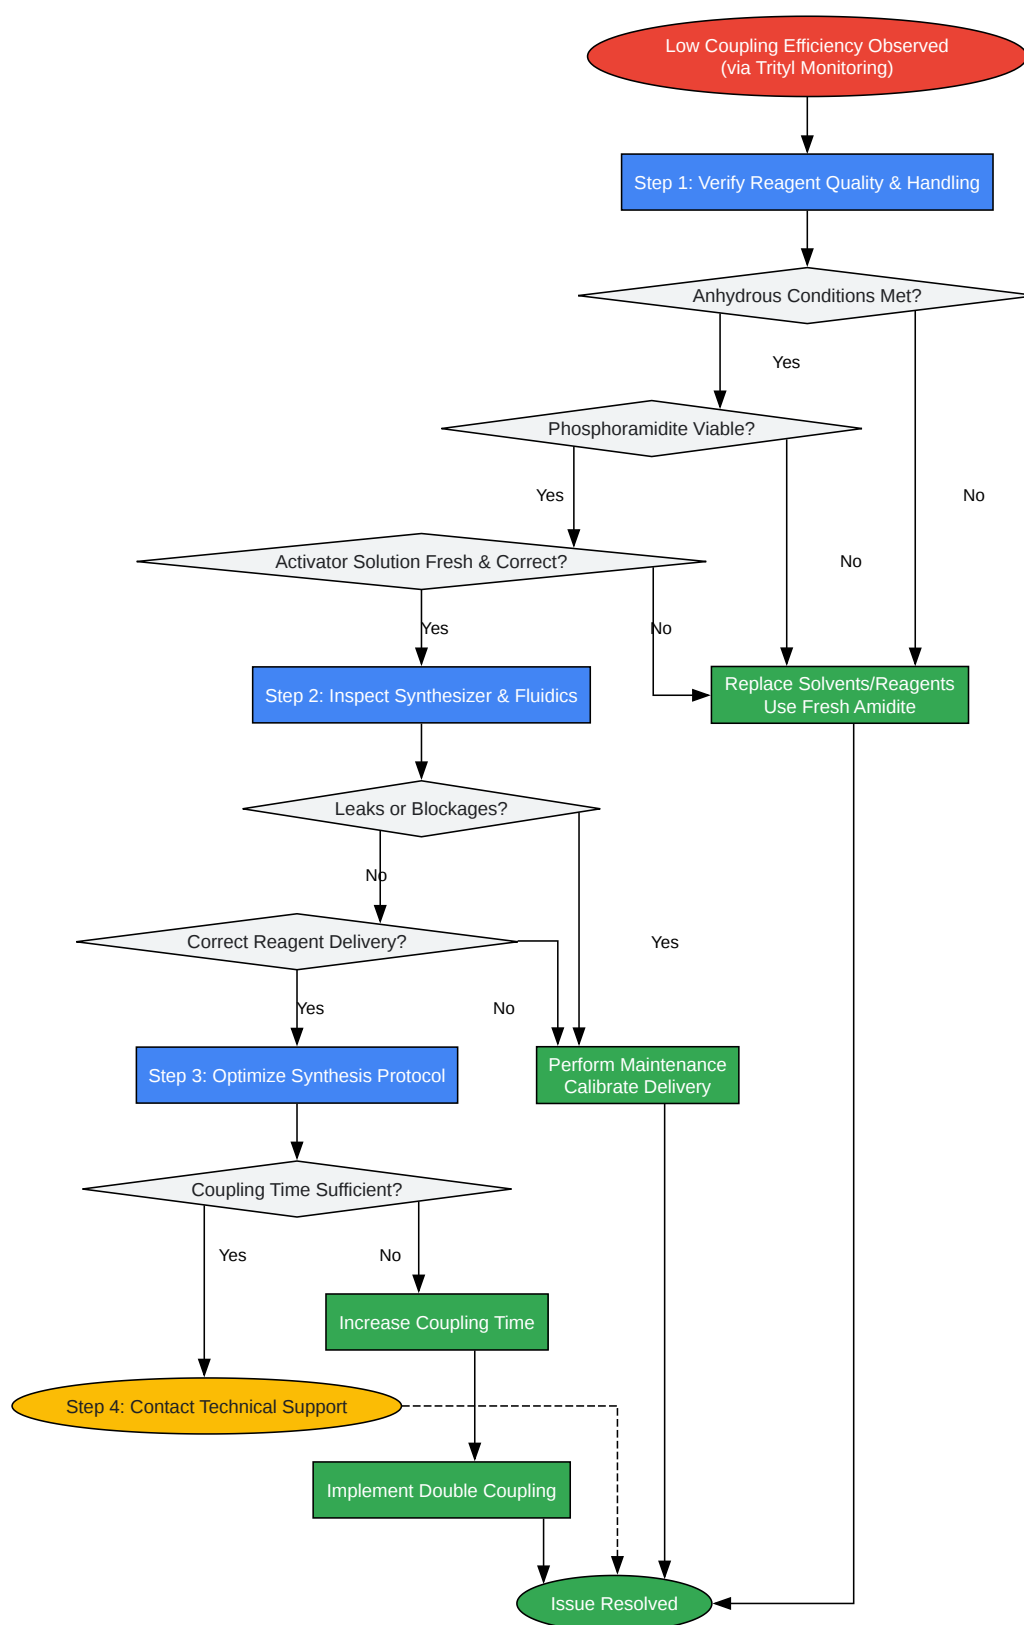 Low Coupling Efficiency Observed
(via Trityl Monitoring)
Step 1: Verify Reagent Quality & Handling
Anhydrous Conditions Met?
Yes
Phosphoramidite Viable?
Yes
No
Activator Solution Fresh & Correct?
No
Yes
No
Step 2: Inspect Synthesizer & Fluidics
Replace Solvents/Reagents
Use Fresh Amidite
Leaks or Blockages?
No
Correct Reagent Delivery?
Yes
Yes
No
Step 3: Optimize Synthesis Protocol
Perform Maintenance
Calibrate Delivery
Coupling Time Sufficient?
Yes
No
Increase Coupling Time
Step 4: Contact Technical Support
Implement Double Coupling
Issue Resolved